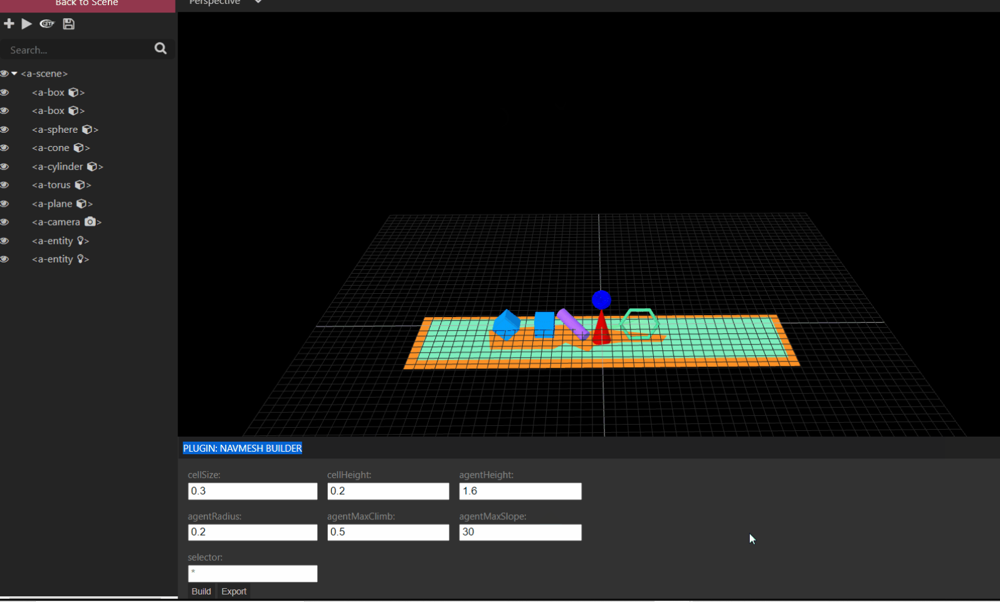 Back to Scene
Perspective
GLTF
Search...
<a-scene>
<a-box >
<a-box >
<a-sphere >
<a-cone >
<a-cylinder >
<a-torus >
<a-plane >
<a-camera >
<a-entity >
<a-entity >
PLUGIN: NAVMESH BUILDER
cellSize: cellHeight: agentHeight:
0.3 0.2 1.6
agentRadius: agentMaxClimb: agentMaxSlope:
0.2 0.5 30
selector:
*
Build Export